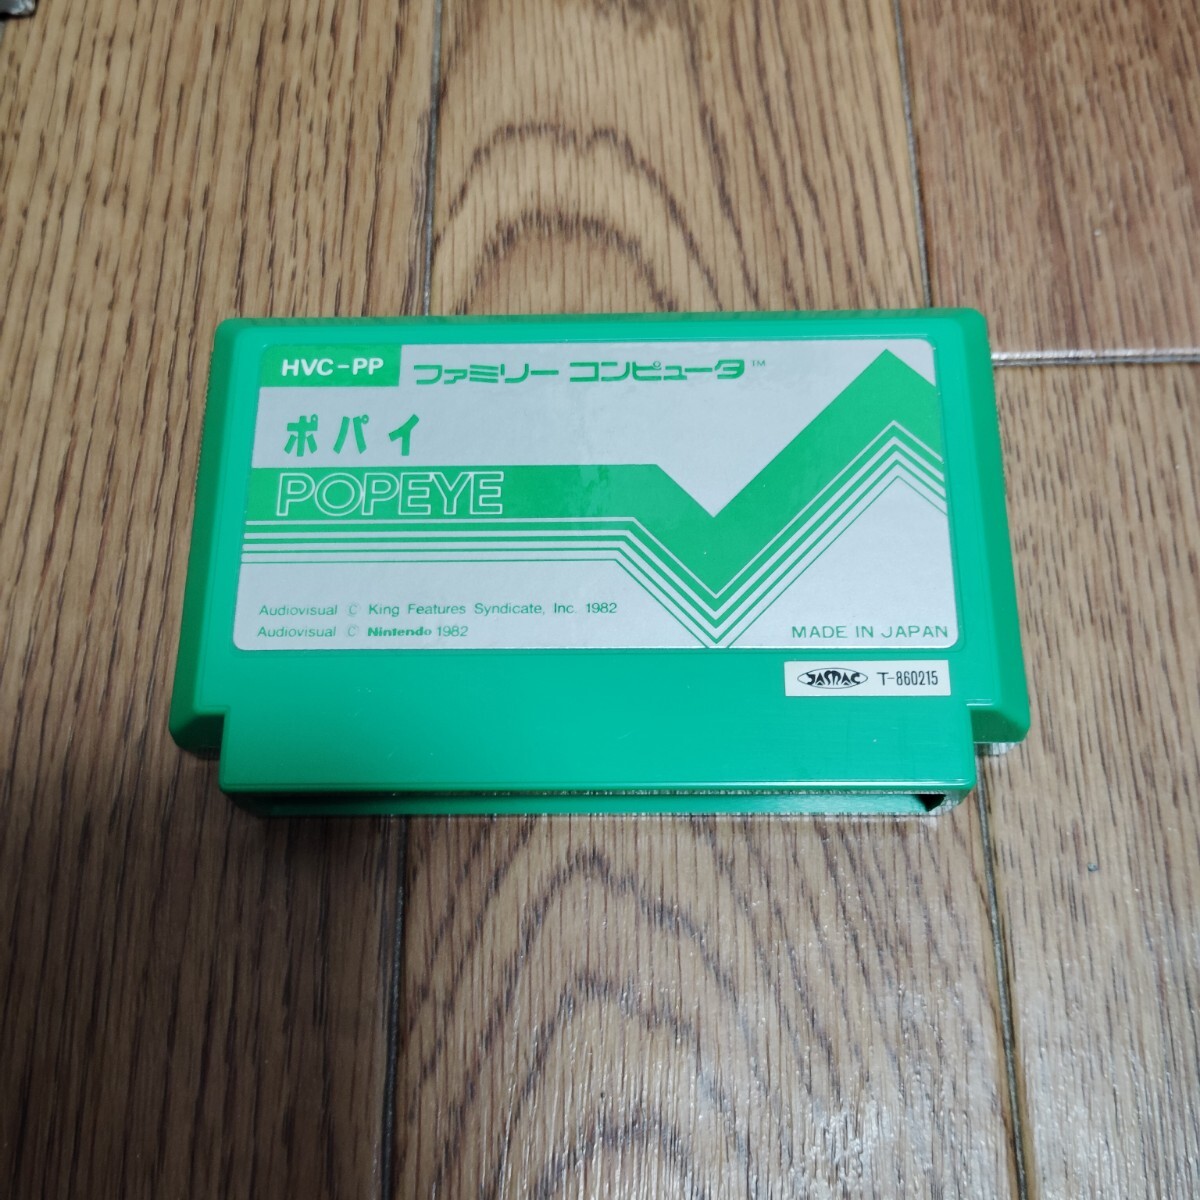 HVC-PP ファミリー コンピュータ™
ポパイ
POPEYE
Audiovisual © King Features Syndicate, Inc. 1982
Audiovisual © Nintendo 1982
MADE IN JAPAN
JASRAC T-860215